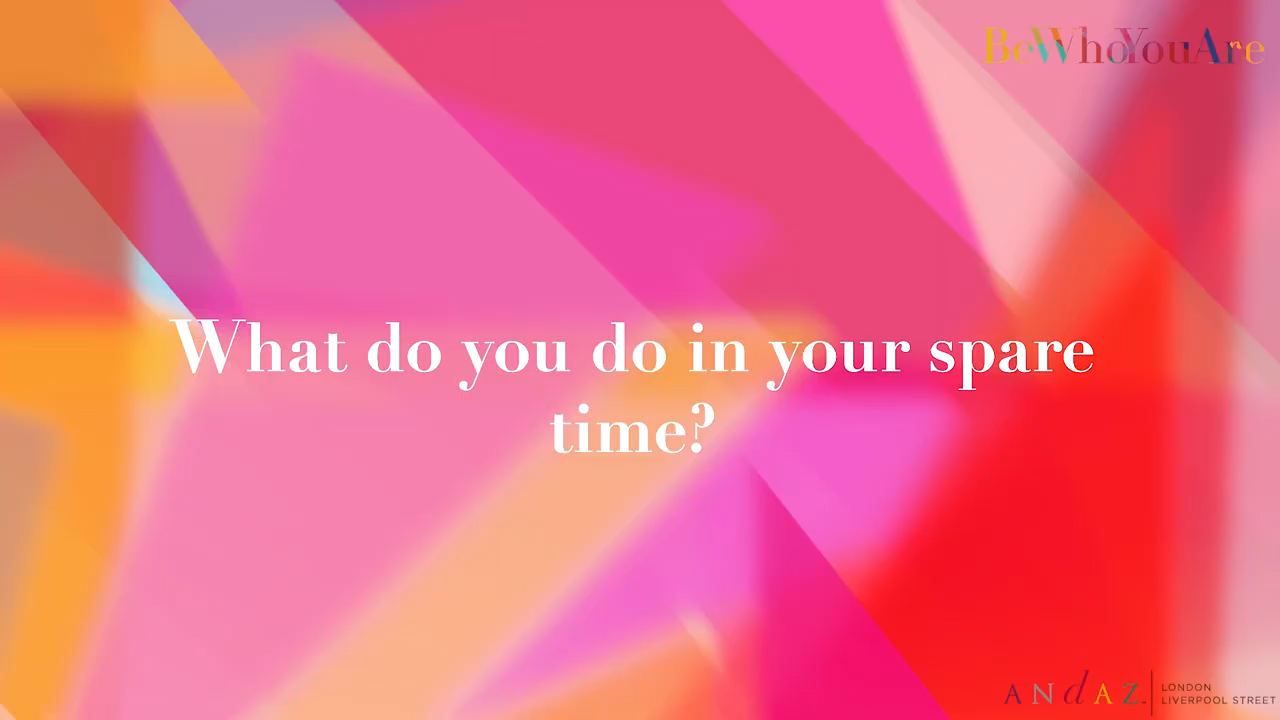 BeWhoYouAre
What do you do in your spare
time?
ANdAZ.
LONDON
LIVERPOOL STREET